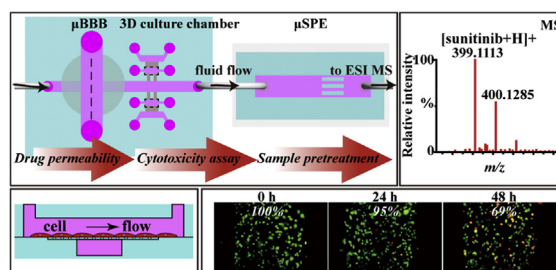 μBBB 3D culture chamber μSPE
fluid flow
to ESI MS
Drug permeability Cytotoxicity assay Sample pretreatment
MS
[sunitinib+H]+
399.1113
400.1285
100
%
0
Relative intensity
m/z
cell flow
0 h 24 h 48 h
100% 95% 69%